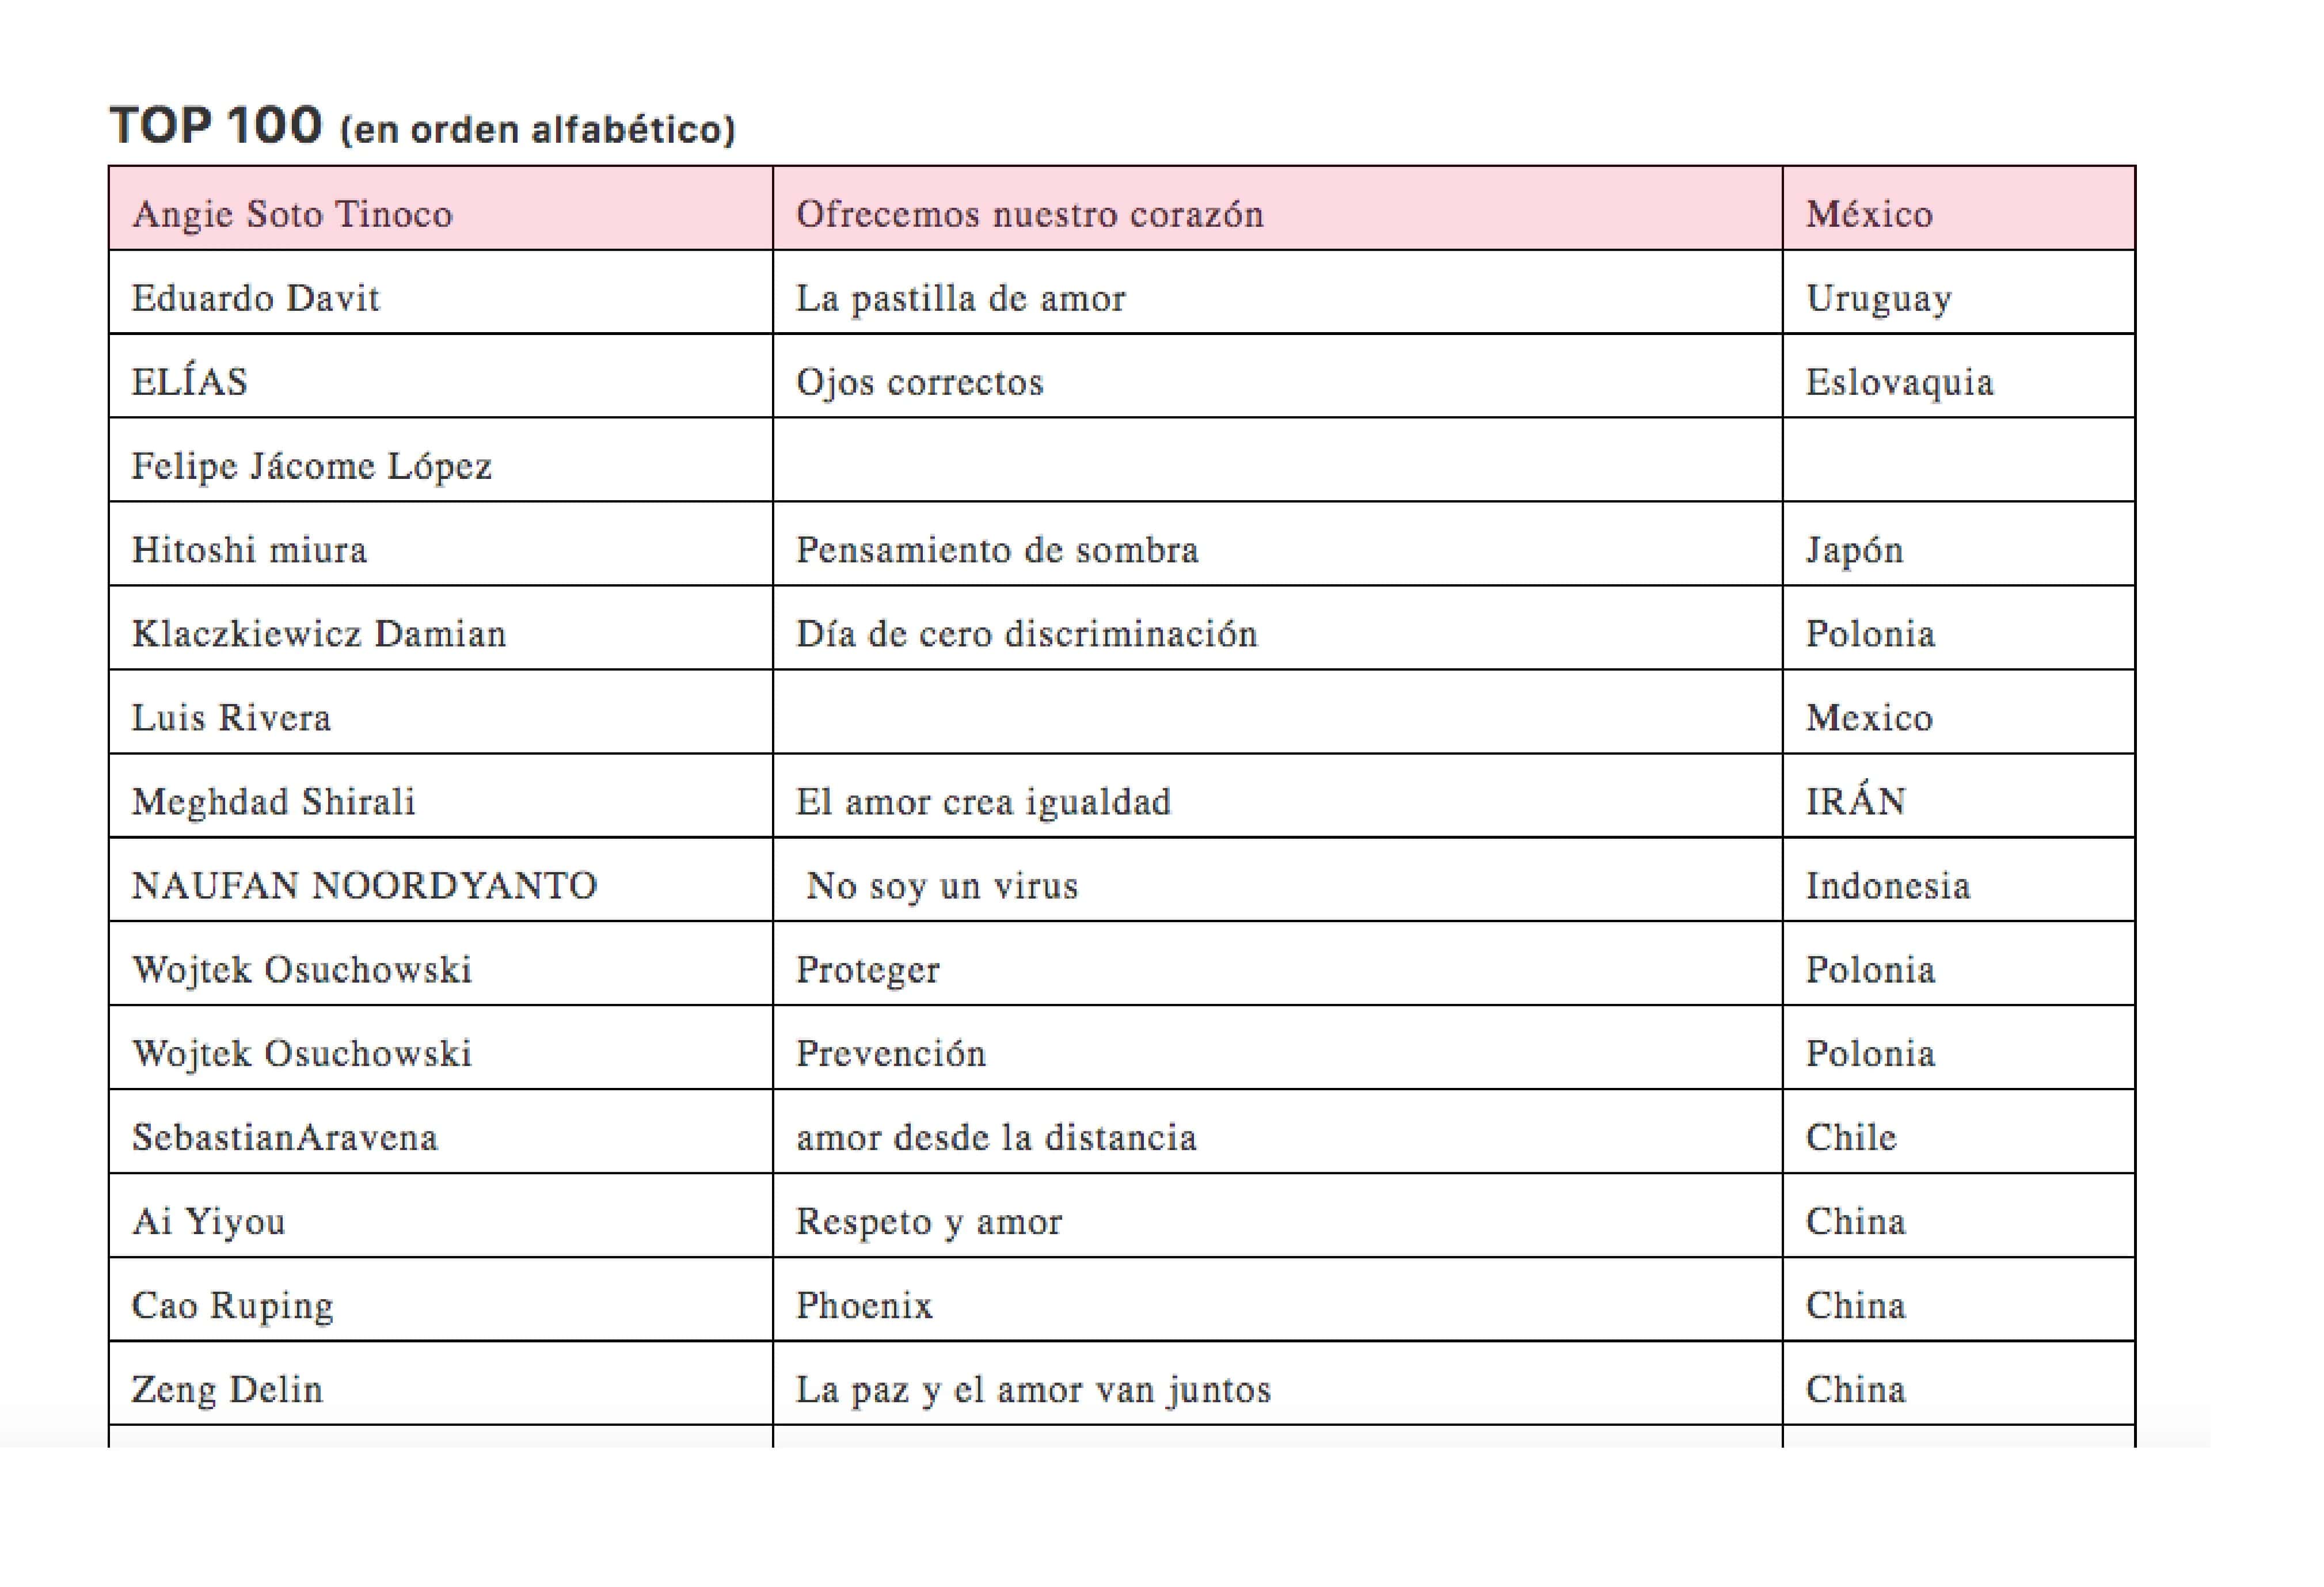 TOP 100 (en orden alfabético)
Angie Soto Tinoco Ofrecemos nuestro corazón México
Eduardo Davit La pastilla de amor Uruguay
ELÍAS Ojos correctos Eslovaquia
Felipe Jácome López
Hitoshi miura Pensamiento de sombra Japón
Klaczkiewicz Damian Día de cero discriminación Polonia
Luis Rivera Mexico
Meghdad Shirali El amor crea igualdad IRÁN
NAUFAN NOORDYANTO No soy un virus Indonesia
Wojtek Osuchowski Proteger Polonia
Wojtek Osuchowski Prevención Polonia
SebastianAravena amor desde la distancia Chile
Ai Yiyou Respeto y amor China
Cao Ruping Phoenix China
Zeng Delin La paz y el amor van juntos China